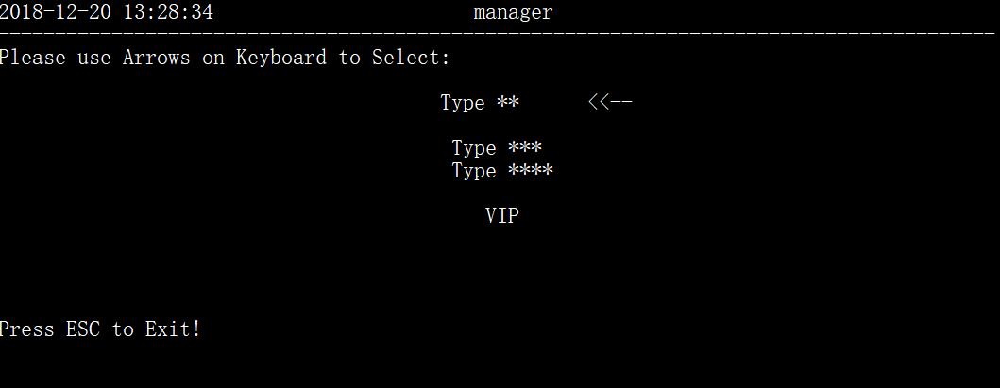 2018-12-20 13:28:34 manager
--------------------------------------------------------------------------------
Please use Arrows on Keyboard to Select:
Type ** <<--
Type ***
Type ****
VIP
Press ESC to Exit!